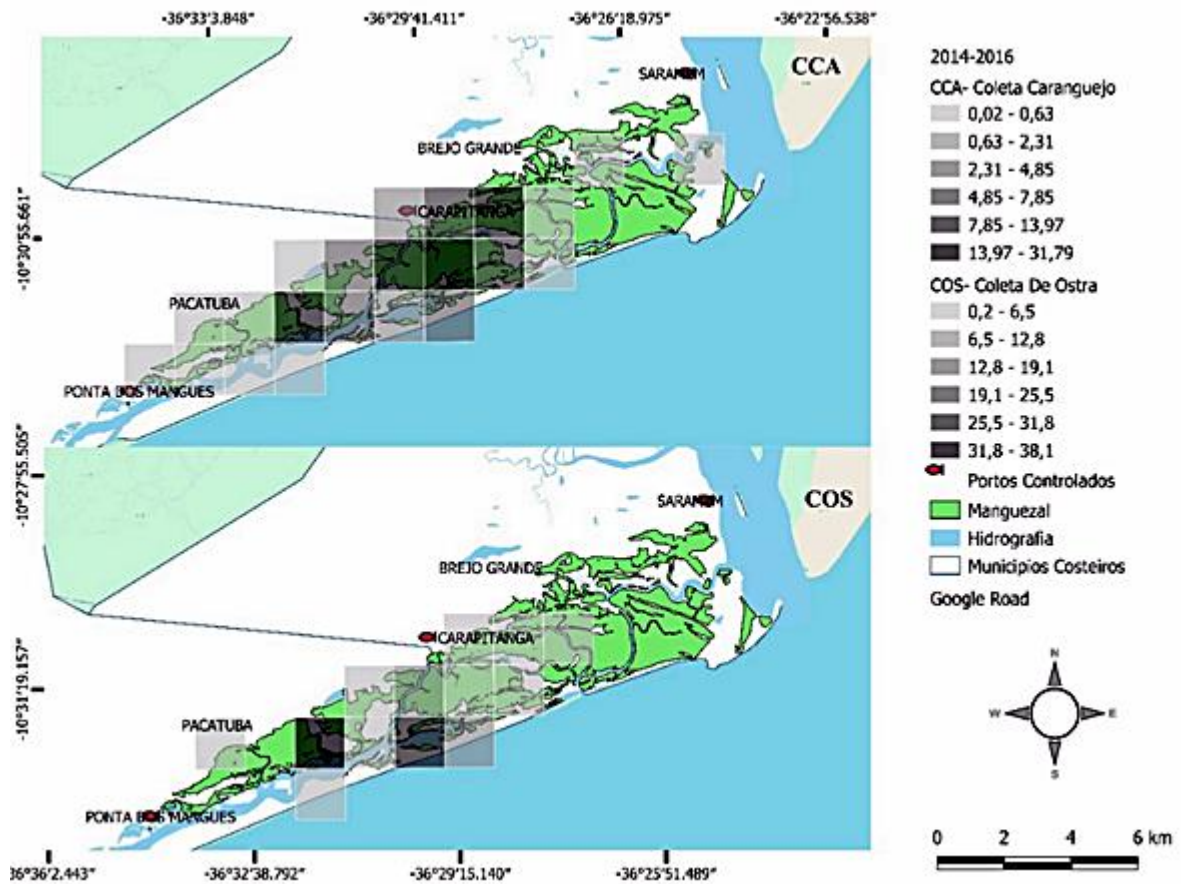 -36°33'3.848" -36°29'41.411" -36°26'18.975" -36°22'56.538"
CCA
SARAMEM
BREJO GRANDE
CARAPITANGA
PACATUBA
PONTA DOS MANGUES
-10°30'55.661"
COS
SARAMEM
BREJO GRANDE
CARAPITANGA
PACATUBA
PONTA DOS MANGUES
-10°27'55.505"
-10°31'19.157"
-36°36'2.443" -36°32'38.792" -36°29'15.140" -36°25'51.489"
2014-2016
CCA- Coleta Caranguejo
0,02 - 0,63
0,63 - 2,31
2,31 - 4,85
4,85 - 7,85
7,85 - 13,97
13,97 - 31,79
COS- Coleta De Ostra
0,2 - 6,5
6,5 - 12,8
12,8 - 19,1
19,1 - 25,5
25,5 - 31,8
31,8 - 38,1
Portos Controlados
Manguezal
Hidrografia
Municipios Costeiros
Google Road
N
W E
S
0 2 4 6 km